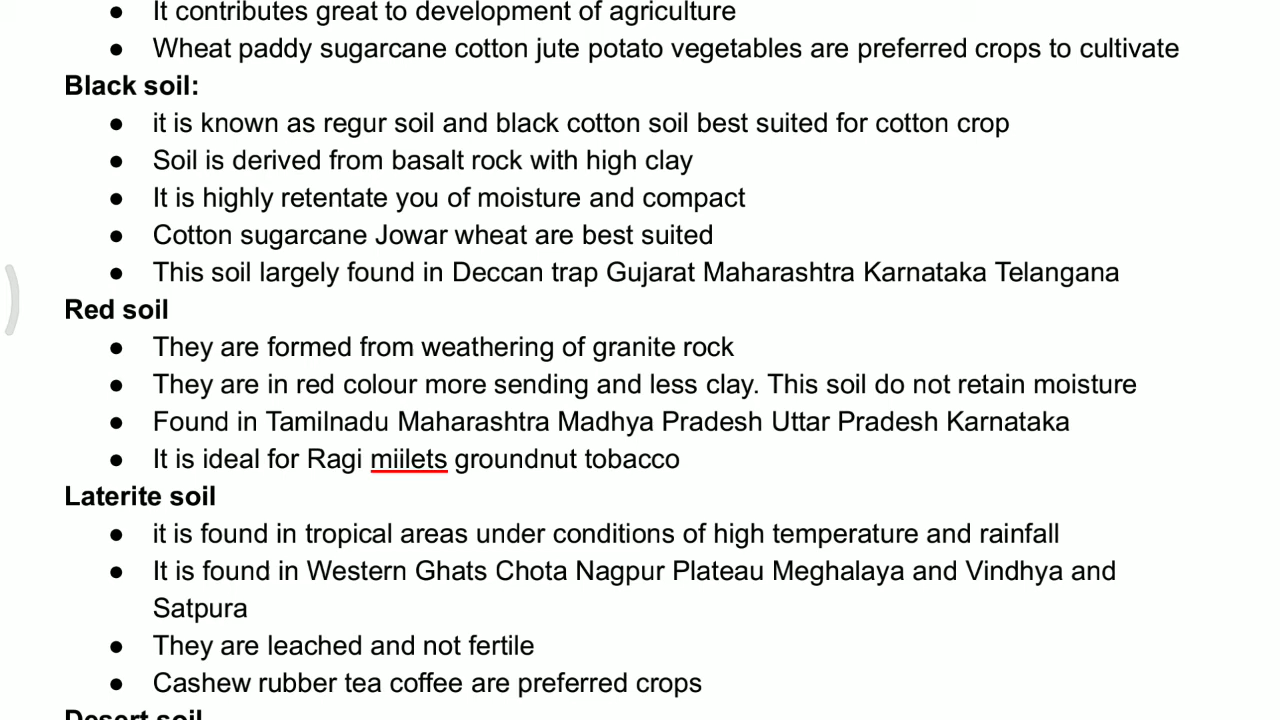 ● It contributes great to development of agriculture
● Wheat paddy sugarcane cotton jute potato vegetables are preferred crops to cultivate
Black soil:
● it is known as regur soil and black cotton soil best suited for cotton crop
● Soil is derived from basalt rock with high clay
● It is highly retentate you of moisture and compact
● Cotton sugarcane Jowar wheat are best suited
● This soil largely found in Deccan trap Gujarat Maharashtra Karnataka Telangana
Red soil
● They are formed from weathering of granite rock
● They are in red colour more sending and less clay. This soil do not retain moisture
● Found in Tamilnadu Maharashtra Madhya Pradesh Uttar Pradesh Karnataka
● It is ideal for Ragi miilets groundnut tobacco
Laterite soil
● it is found in tropical areas under conditions of high temperature and rainfall
● It is found in Western Ghats Chota Nagpur Plateau Meghalaya and Vindhya and
Satpura
● They are leached and not fertile
● Cashew rubber tea coffee are preferred crops
Desert soil